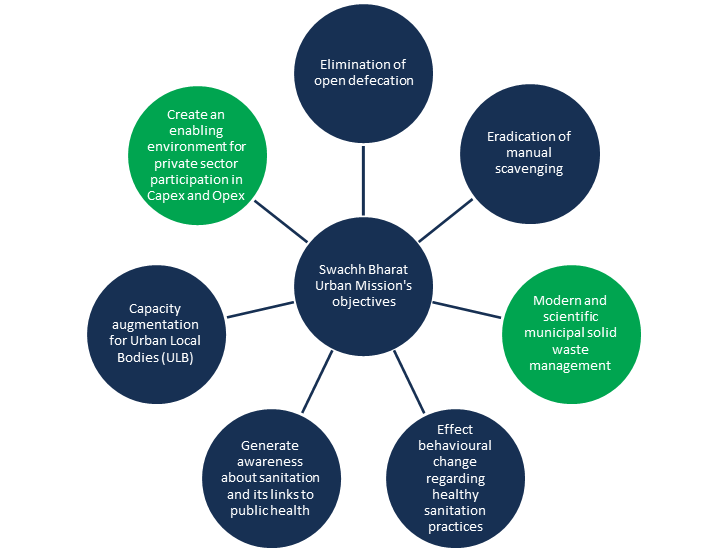 Elimination of
open defecation
Eradication of
manual
scavenging
Modern and
scientific
municipal solid
waste
management
Effect
behavioural
change
regarding
healthy
sanitation
practices
Generate
awareness
about sanitation
and its links to
public health
Capacity
augmentation
for Urban Local
Bodies (ULB)
Create an
enabling
environment for
private sector
participation in
Capex and Opex
Swachh Bharat
Urban Mission's
objectives